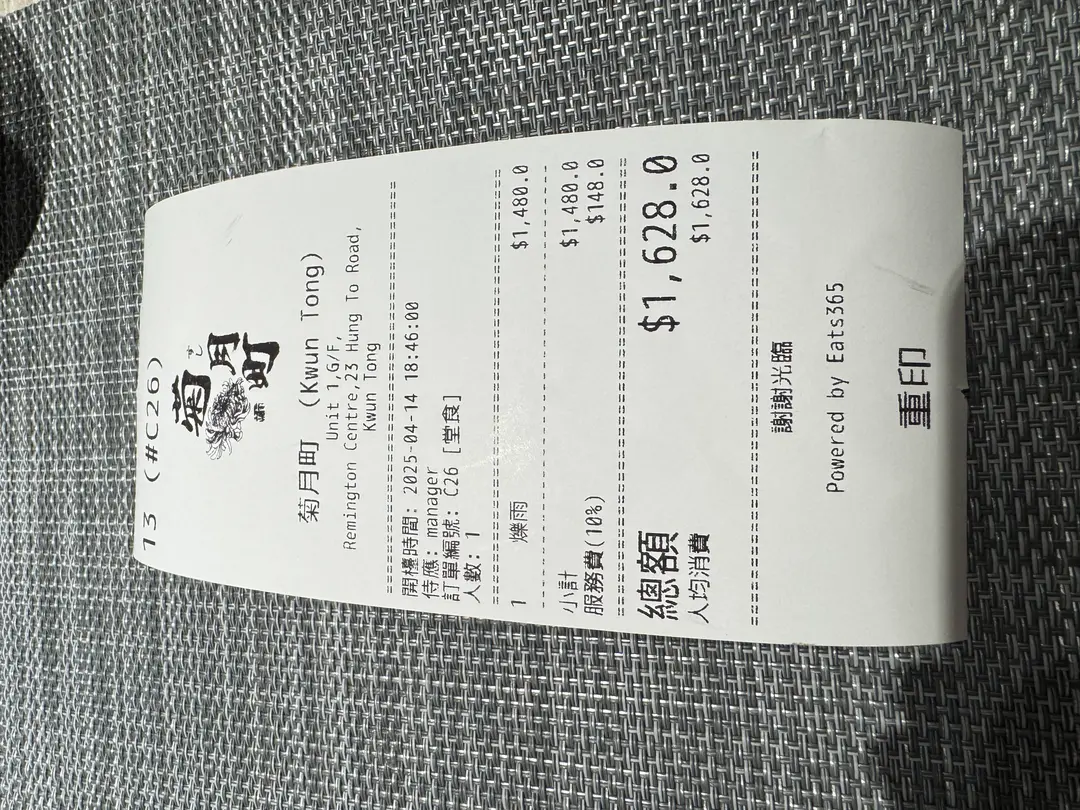 13 (#C26)
菊月町
菊月町 (Kwun Tong)
Unit 1,G/F,
Remington Centre,23 Hung To Road,
Kwun Tong
開檯時間: 2025-04-14 18:46:00
侍應: manager
訂單編號: C26 [堂食]
人數: 1
1 爍雨 $1,480.0
小計 $1,480.0
服務費(10%) $148.0
總額 $1,628.0
人均消費 $1,628.0
謝謝光臨
Powered by Eats365
重印